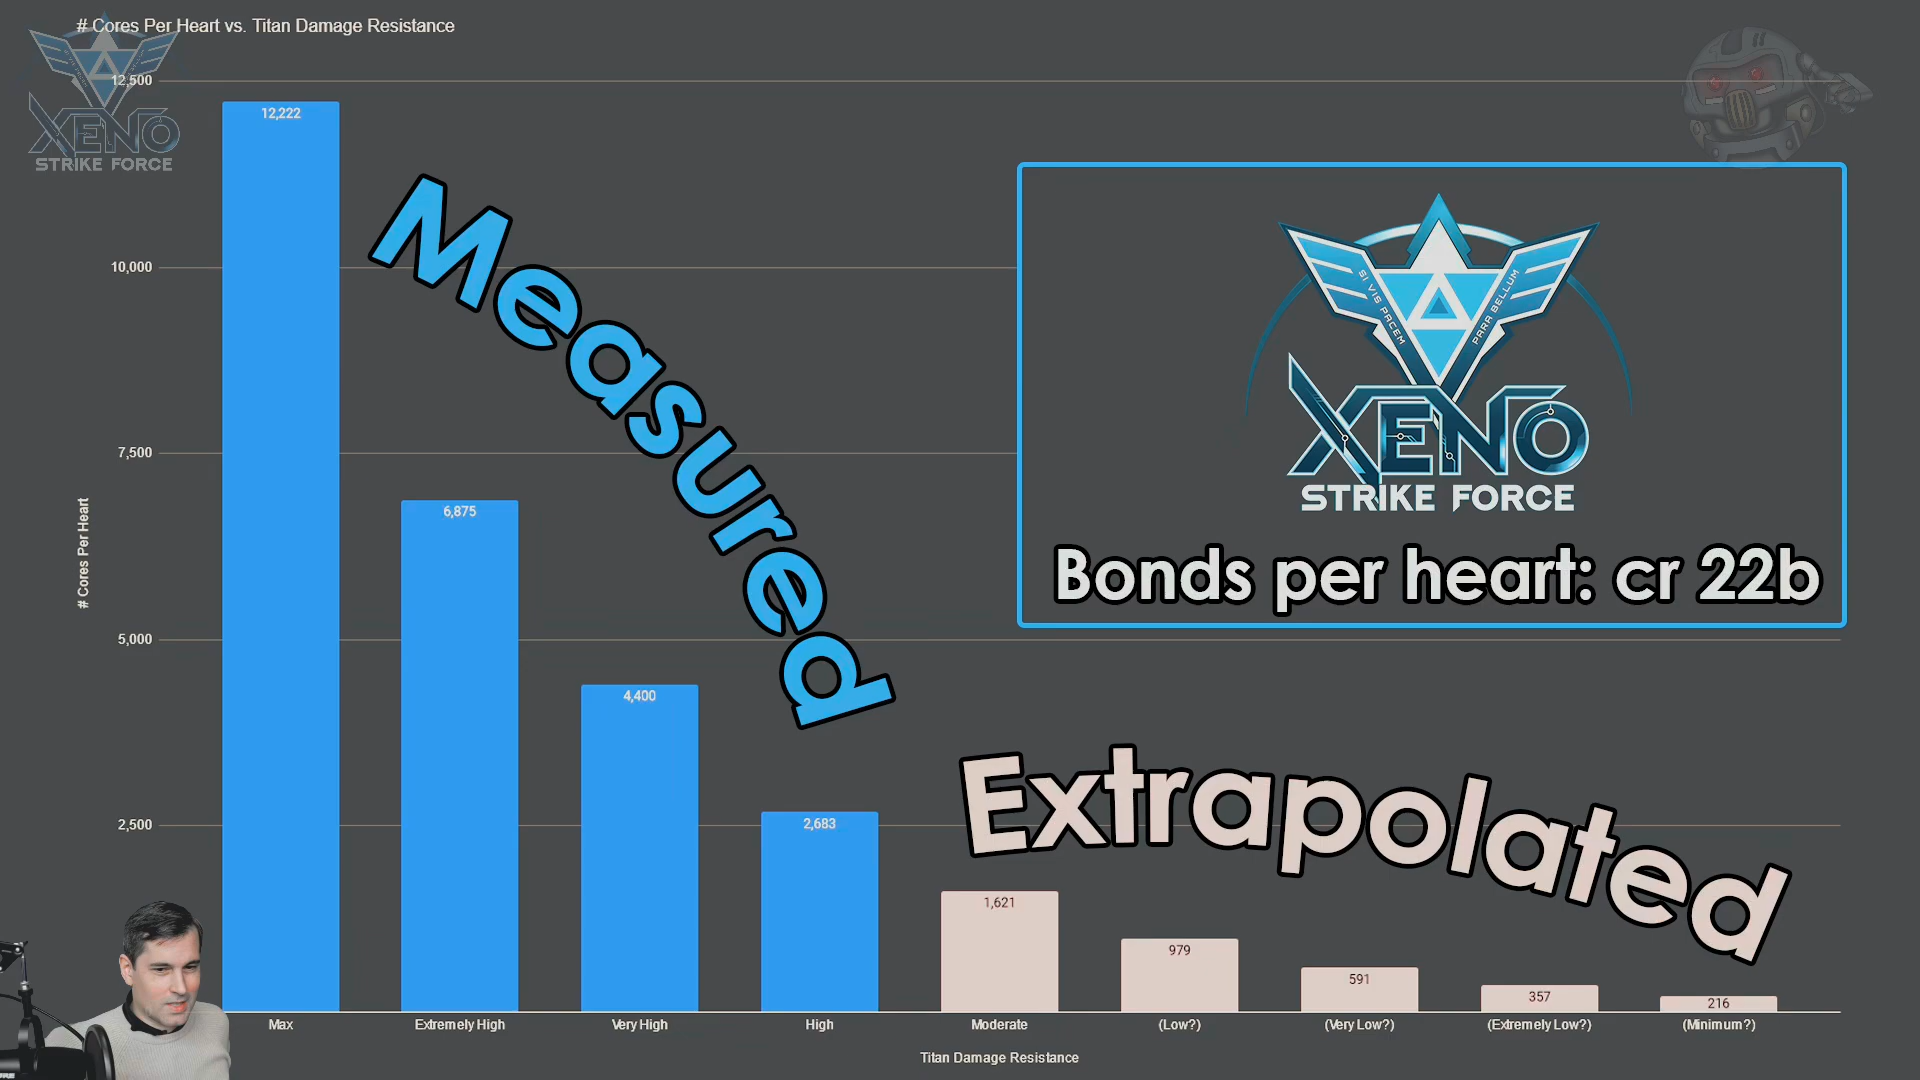 # Cores Per Heart vs. Titan Damage Resistance
XENO
STRIKE FORCE
12,500
10,000
7,500
5,000
2,500
# Cores Per Heart
12,222
6,875
4,400
2,683
1,621
979
591
357
216
Measured
Extrapolated
SI VIS PACEM
PARA BELLUM
XENO
STRIKE FORCE
Bonds per heart: cr 22b
Max
Extremely High
Very High
High
Moderate
(Low?)
(Very Low?)
(Extremely Low?)
(Minimum?)
Titan Damage Resistance